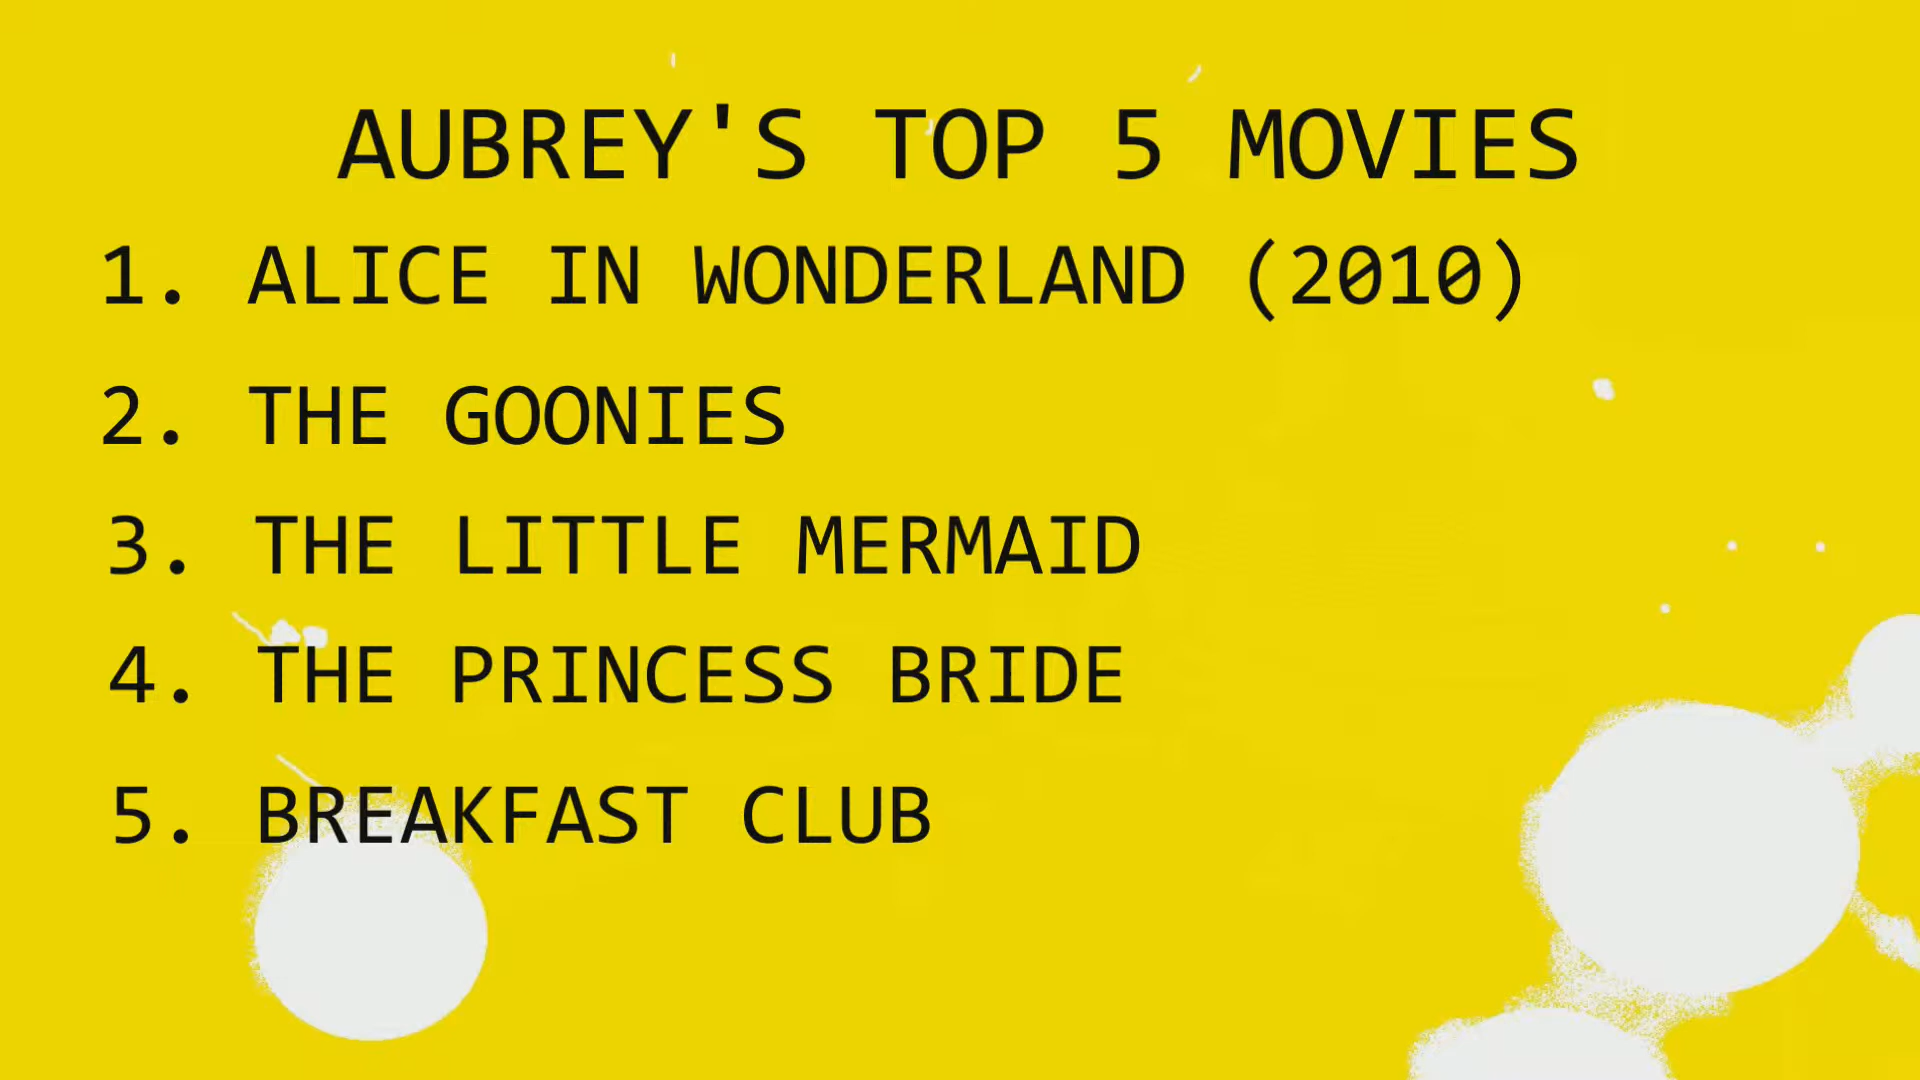 AUBREY'S TOP 5 MOVIES
1. ALICE IN WONDERLAND (2010)
2. THE GOONIES
3. THE LITTLE MERMAID
4. THE PRINCESS BRIDE
5. BREAKFAST CLUB